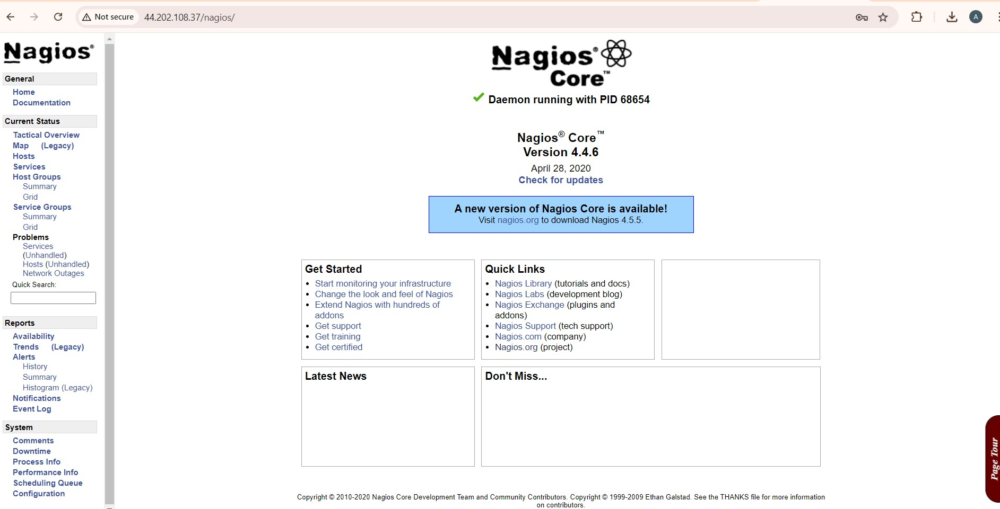 Not secure
44.202.108.37/nagios/
A
Nagios®
General
Home
Documentation
Current Status
Tactical Overview
Map (Legacy)
Hosts
Services
Host Groups
Summary
Grid
Service Groups
Summary
Grid
Problems
Services
(Unhandled)
Hosts (Unhandled)
Network Outages
Quick Search:
Reports
Availability
Trends (Legacy)
Alerts
History
Summary
Histogram (Legacy)
Notifications
Event Log
System
Comments
Downtime
Process Info
Performance Info
Scheduling Queue
Configuration
Nagios®
Core™
Daemon running with PID 68654
Nagios® Core™
Version 4.4.6
April 28, 2020
Check for updates
A new version of Nagios Core is available!
Visit nagios.org to download Nagios 4.5.5.
Get Started
• Start monitoring your infrastructure
• Change the look and feel of Nagios
• Extend Nagios with hundreds of
addons
• Get support
• Get training
• Get certified
Quick Links
• Nagios Library (tutorials and docs)
• Nagios Labs (development blog)
• Nagios Exchange (plugins and
addons)
• Nagios Support (tech support)
• Nagios.com (company)
• Nagios.org (project)
Latest News
Don't Miss...
Page Tour
Copyright © 2010-2020 Nagios Core Development Team and Community Contributors. Copyright © 1999-2009 Ethan Galstad. See the THANKS file for more information
on contributors.